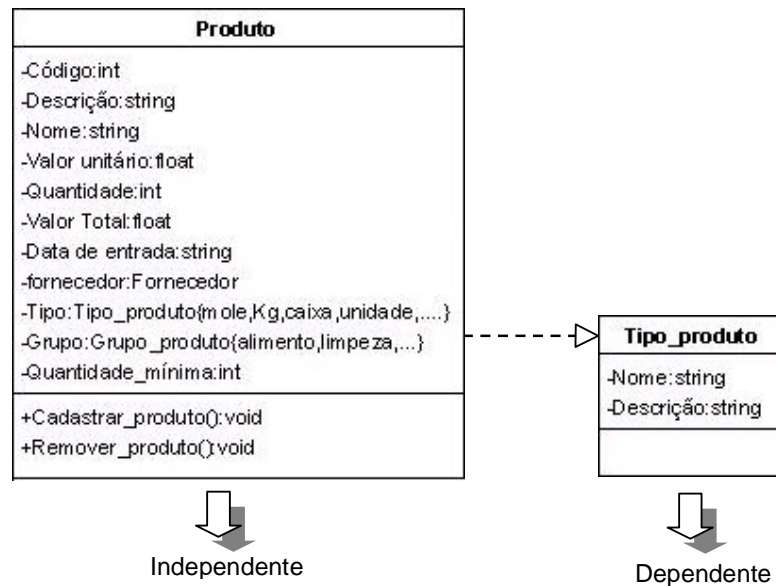 Produto
-Código:int
-Descrição:string
-Nome:string
-Valor unitário:float
-Quantidade:int
-Valor Total:float
-Data de entrada:string
-fornecedor:Fornecedor
-Tipo:Tipo_produto{mole,Kg,caixa,unidade,....}
-Grupo:Grupo_produto{alimento,limpeza,...}
-Quantidade_mínima:int
+Cadastrar_produto():void
+Remover_produto():void
Independente
Tipo_produto
-Nome:string
-Descrição:string
Dependente